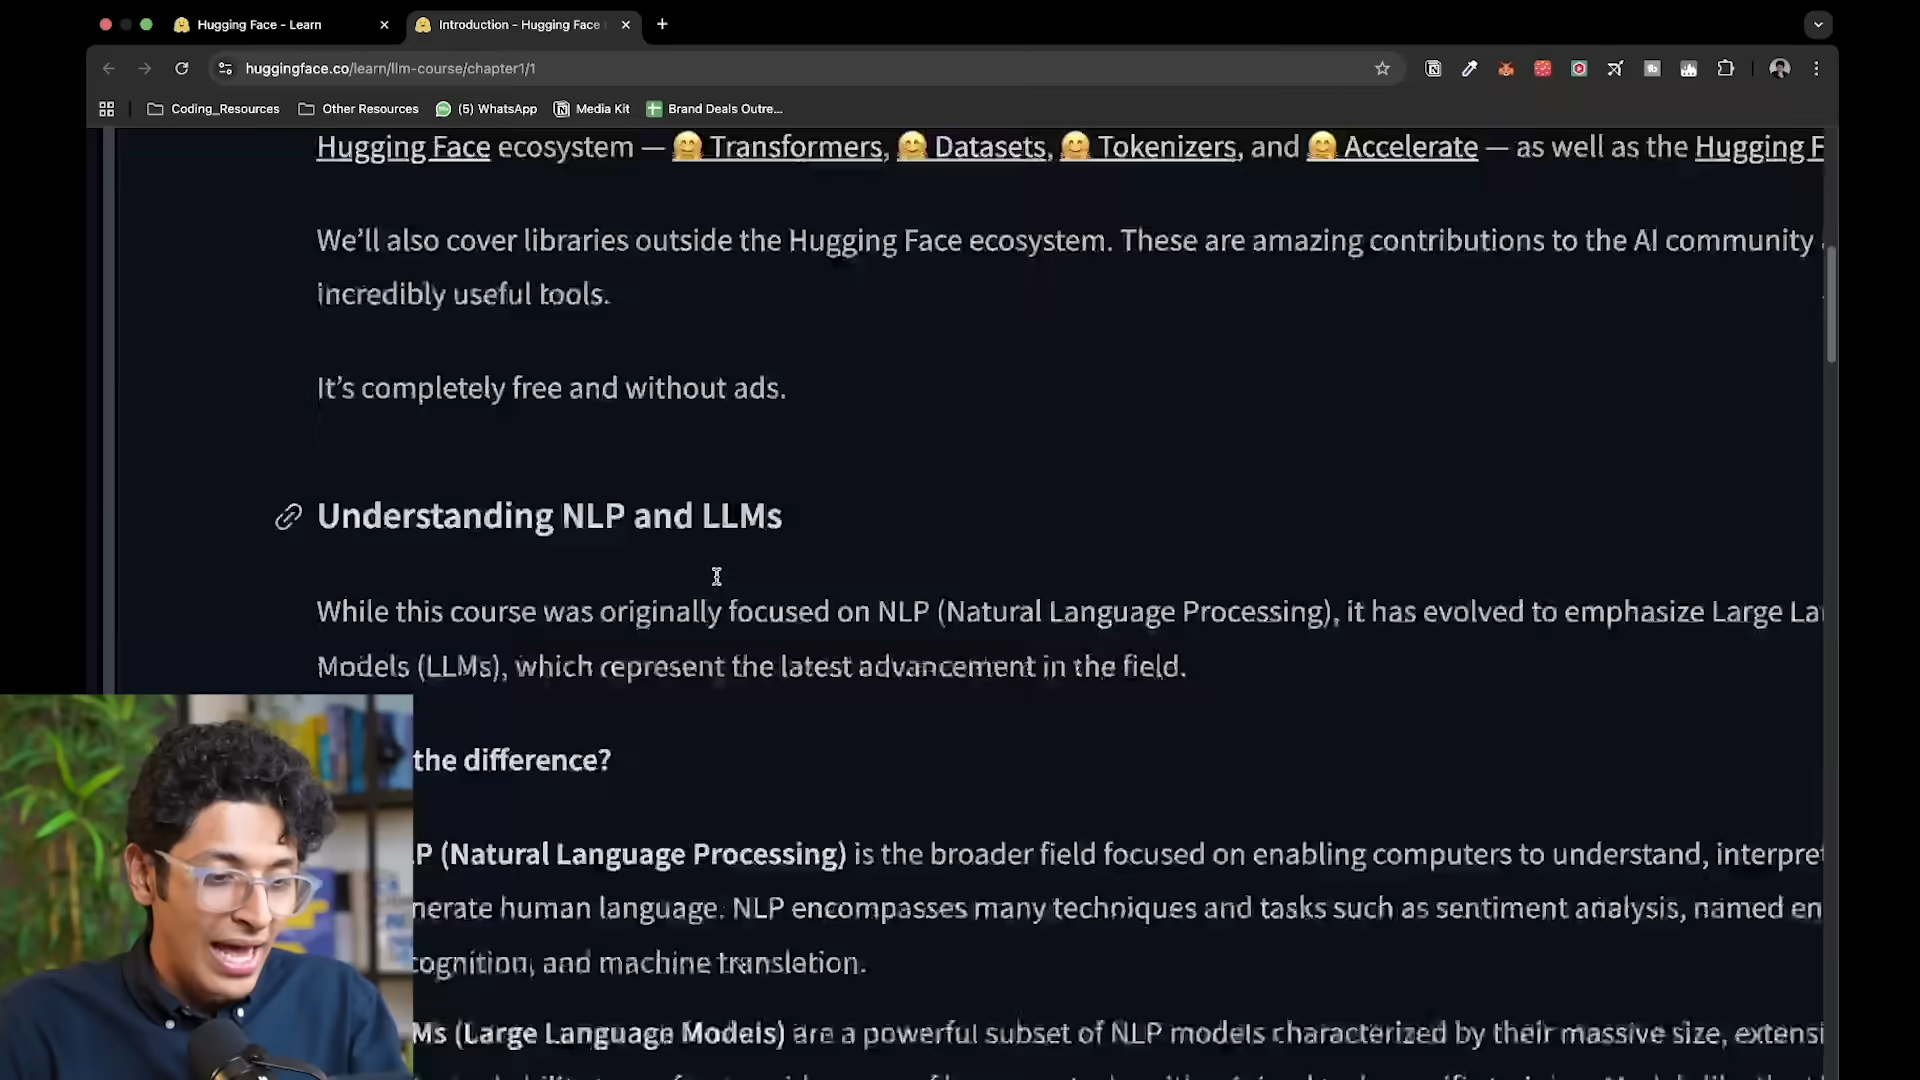 Hugging Face - Learn
Introduction - Hugging Face
huggingface.co/learn/llm-course/chapter1/1
Coding_Resources
Other Resources
(5) WhatsApp
Media Kit
Brand Deals Outre...
Hugging Face ecosystem — 🤗 Transformers, 🤗 Datasets, 🤗 Tokenizers, and 🤗 Accelerate — as well as the Hugging F
We’ll also cover libraries outside the Hugging Face ecosystem. These are amazing contributions to the AI community
incredibly useful tools.
It’s completely free and without ads.
Understanding NLP and LLMs
While this course was originally focused on NLP (Natural Language Processing), it has evolved to emphasize Large La
Models (LLMs), which represent the latest advancement in the field.
the difference?
P (Natural Language Processing) is the broader field focused on enabling computers to understand, interpret
nerate human language. NLP encompasses many techniques and tasks such as sentiment analysis, named en
cognition, and machine translation.
Ms (Large Language Models) are a powerful subset of NLP models characterized by their massive size, extensi